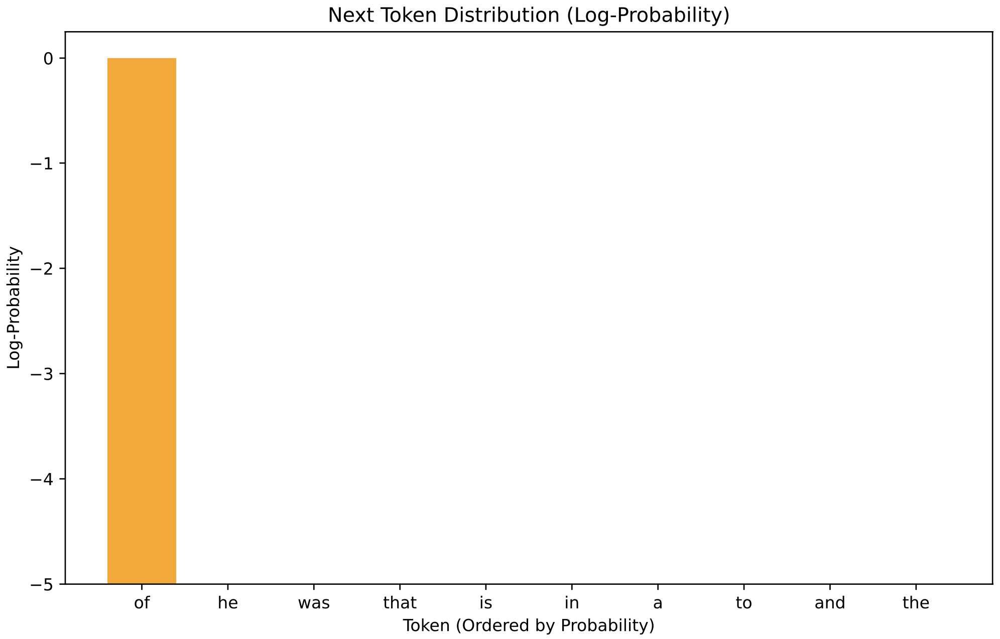 Next Token Distribution (Log-Probability)
Log-Probability
0
−1
−2
−3
−4
−5
of he was that is in a to and the
Token (Ordered by Probability)